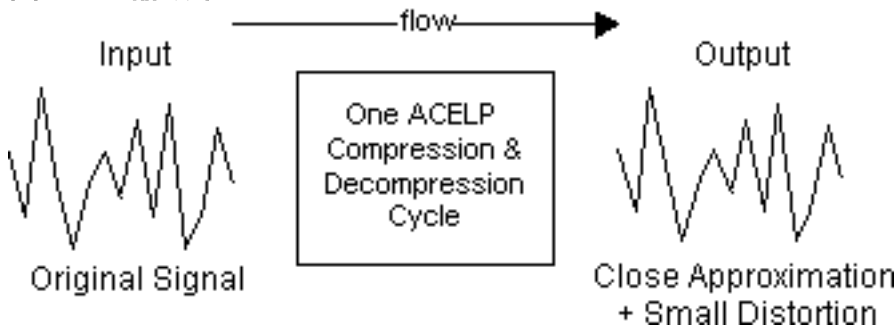 flow
Input
Output
One ACELP
Compression &
Decompression
Cycle
Original Signal
Close Approximation
+ Small Distortion